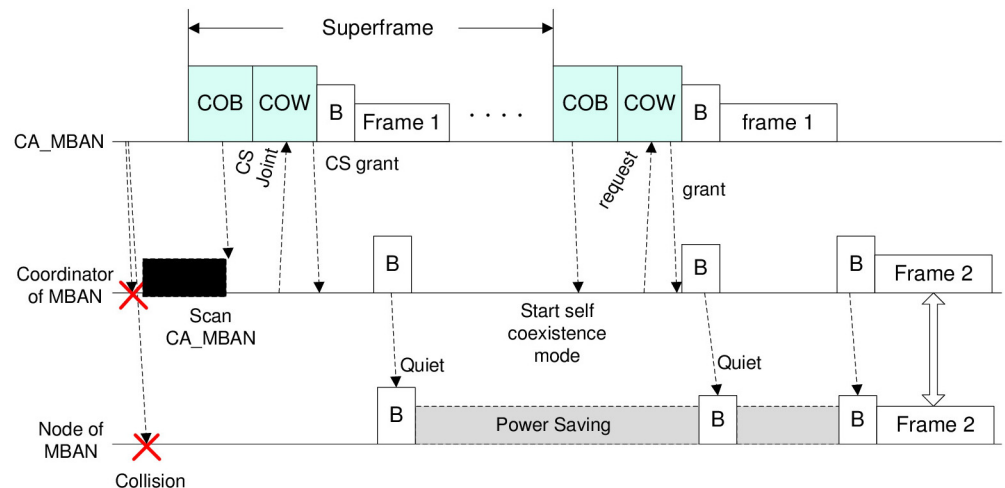 Superframe
COB COW B Frame 1 . . . . COB COW B frame 1
CA_MBAN
CS Joint
CS grant
request
grant
Coordinator of MBAN
B
B
B
Frame 2
Scan
CA_MBAN
Start self
coexistence
mode
Quiet
Quiet
Node of
MBAN
B
Power Saving
B
B
Frame 2
Collision